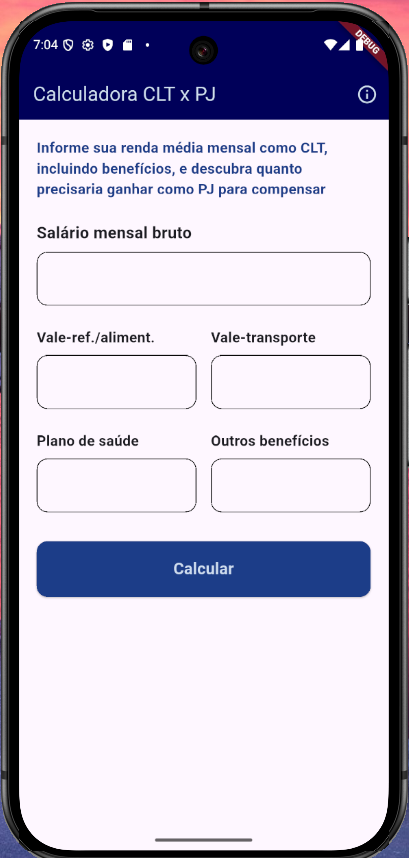 7:04
DEBUG
Calculadora CLT x PJ
Informe sua renda média mensal como CLT,
incluindo benefícios, e descubra quanto
precisaria ganhar como PJ para compensar
Salário mensal bruto
Vale-ref./aliment.
Vale-transporte
Plano de saúde
Outros benefícios
Calcular